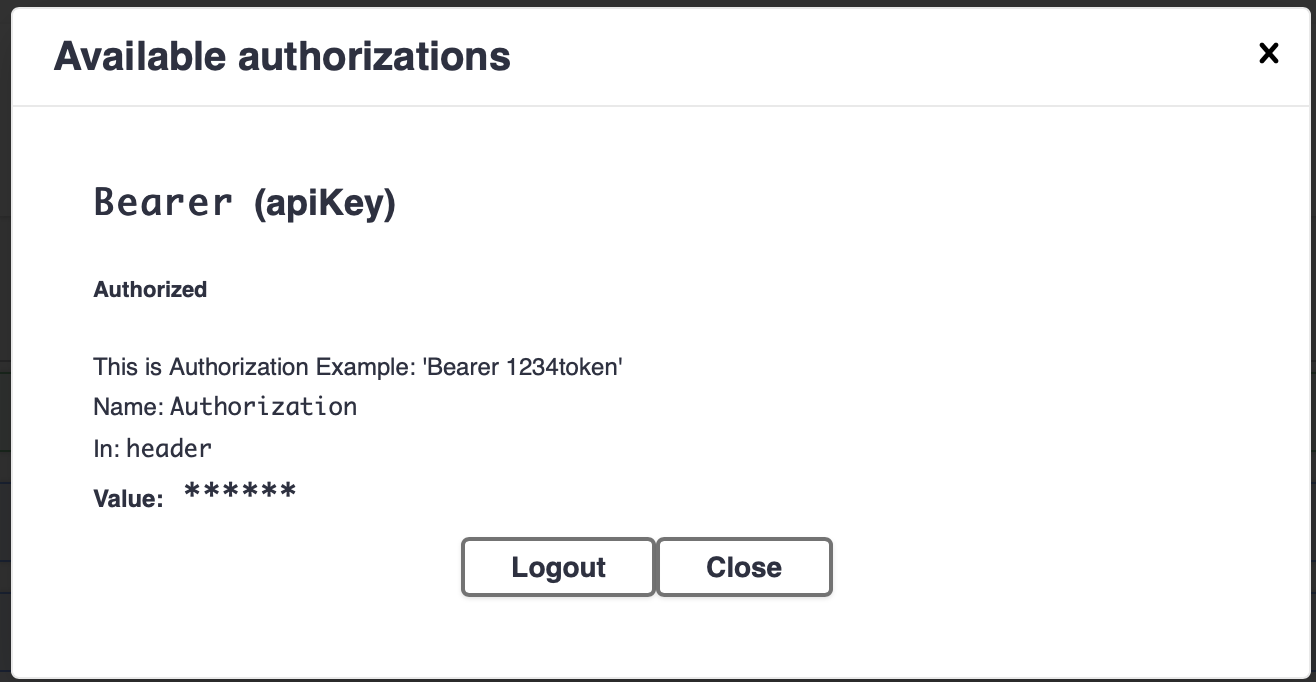 Available authorizations
Bearer (apiKey)
Authorized
This is Authorization Example: 'Bearer 1234token'
Name: Authorization
In: header
Value: ******
Logout Close